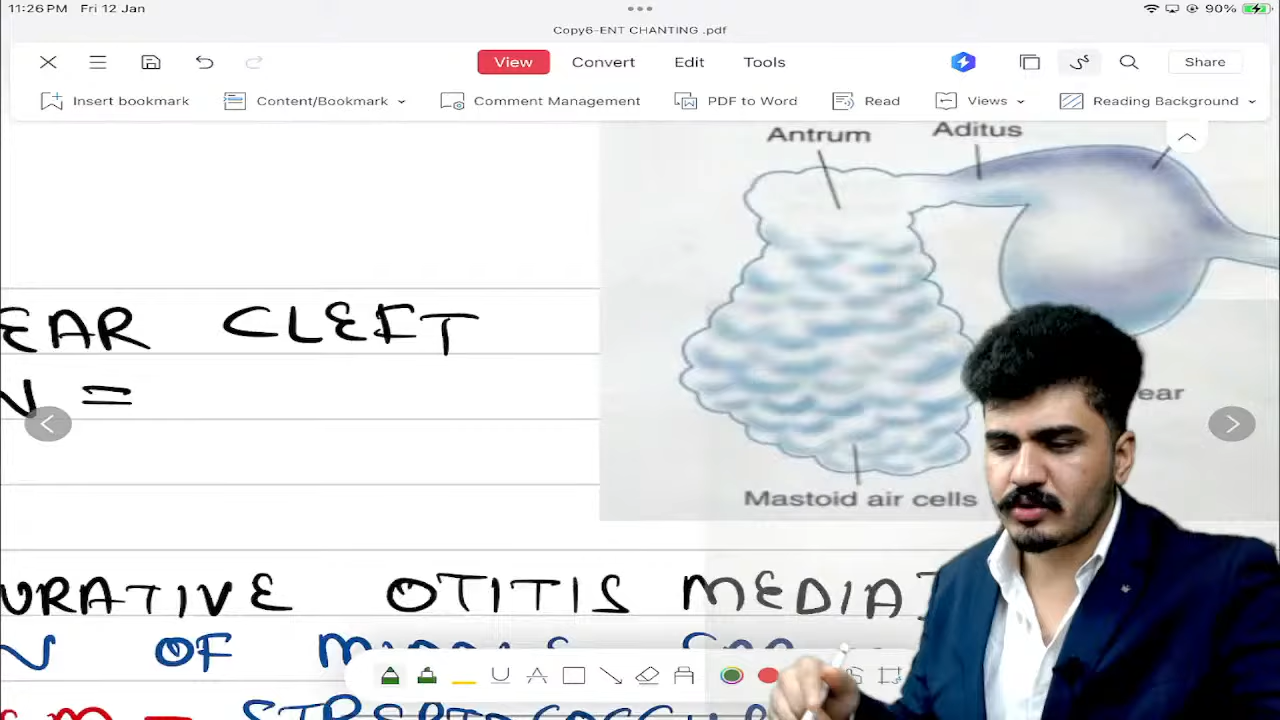 11:26 PM Fri 12 Jan
90%
Copy6-ENT CHANTING .pdf
View Convert Edit Tools Share
Insert bookmark Content/Bookmark Comment Management PDF to Word Read Views Reading Background
Antrum Aditus
EAR CLEFT
N =
ear
Mastoid air cells
URATIVE OTITIS MEDIA
N OF